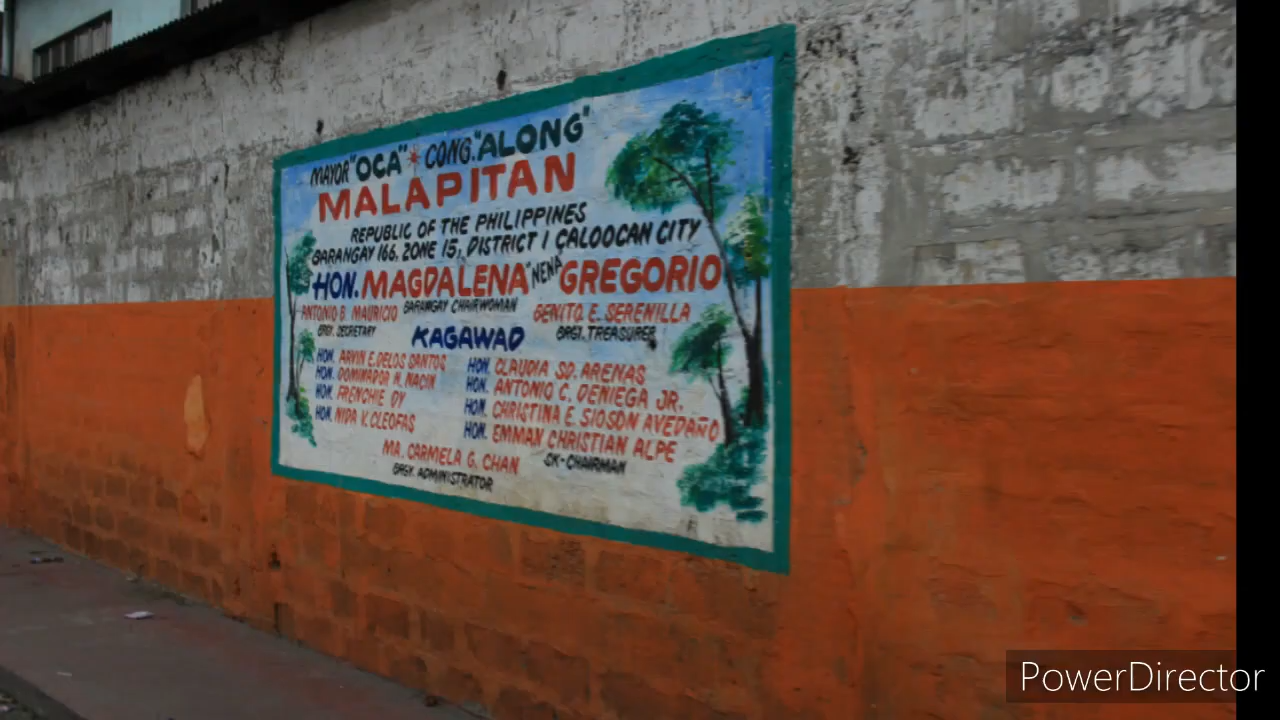 MAYOR "OCA" * CONG. "ALONG"
MALAPITAN
REPUBLIC OF THE PHILIPPINES
BARANGAY 166, ZONE 15, DISTRICT 1 CALOOCAN CITY
HON. MAGDALENA "NENA" GREGORIO
BARANGAY CHAIRWOMAN
ANTONIO B. MAURICIO
BRGY. SECRETARY
BENITO E. SERENILLA
BRGY. TREASURER
KAGAWAD
HON. ARVIN E. DELOS SANTOS
HON. DOMINADOR H. NACIN
HON. FRENCHIE DY
HON. NIDA V. CLEOFAS
HON. CLAUDIA SD. ARENAS
HON. ANTONIO C. DENIEGA JR.
HON. CHRISTINA E. SIOSON AVEDAÑO
HON. EMMAN CHRISTIAN ALPE
SK-CHAIRMAN
MA. CARMELA G. CHAN
BRGY. ADMINISTRATOR
PowerDirector